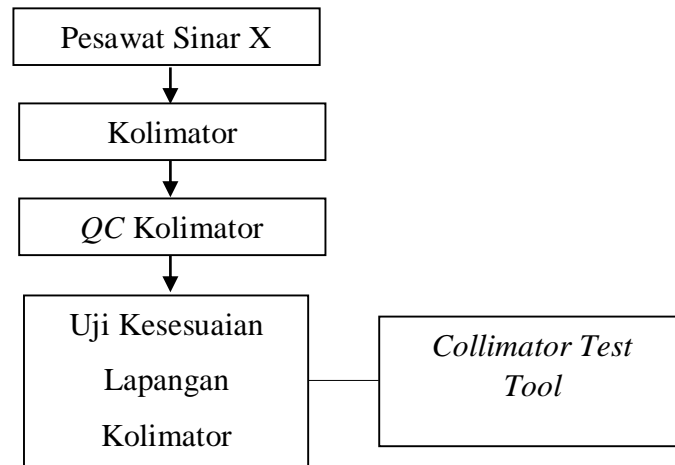 Pesawat Sinar X
Kolimator
QC Kolimator
Uji Kesesuaian
Lapangan
Kolimator
Collimator Test
Tool